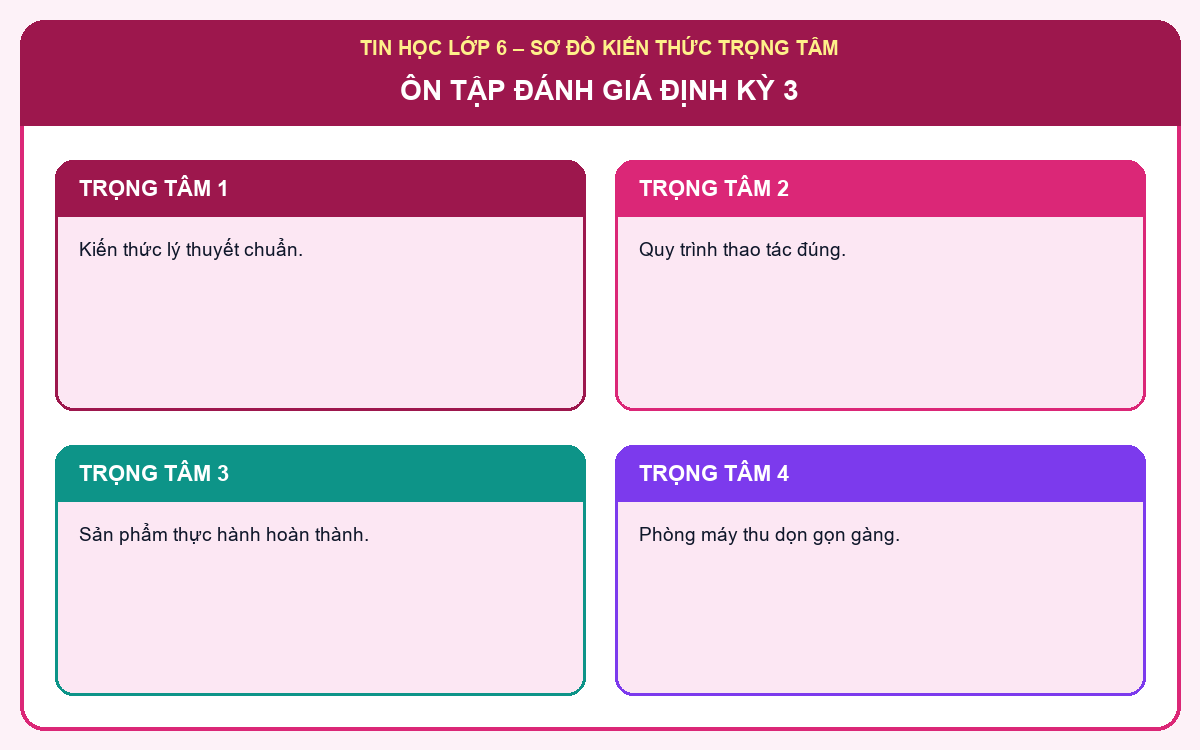 TIN HỌC LỚP 6 – SƠ ĐỒ KIẾN THỨC TRỌNG TÂM
ÔN TẬP ĐÁNH GIÁ ĐỊNH KỲ 3
TRỌNG TÂM 1
Kiến thức lý thuyết chuẩn.
TRỌNG TÂM 2
Quy trình thao tác đúng.
TRỌNG TÂM 3
Sản phẩm thực hành hoàn thành.
TRỌNG TÂM 4
Phòng máy thu dọn gọn gàng.